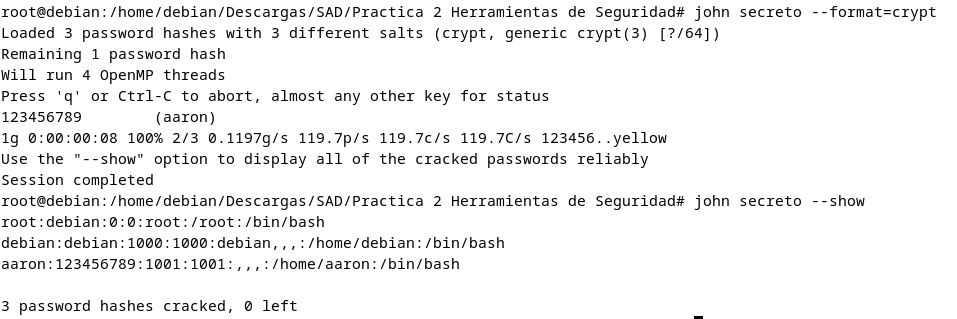 root@debian:/home/debian/Descargas/SAD/Practica 2 Herramientas de Seguridad# john secreto --format=crypt
Loaded 3 password hashes with 3 different salts (crypt, generic crypt(3) [?/64])
Remaining 1 password hash
Will run 4 OpenMP threads
Press 'q' or Ctrl-C to abort, almost any other key for status
123456789        (aaron)
1g 0:00:00:08 100% 2/3 0.1197g/s 119.7p/s 119.7c/s 119.7C/s 123456..yellow
Use the "--show" option to display all of the cracked passwords reliably
Session completed
root@debian:/home/debian/Descargas/SAD/Practica 2 Herramientas de Seguridad# john secreto --show
root:debian:0:0:root:/root:/bin/bash
debian:debian:1000:1000:debian,,,:/home/debian:/bin/bash
aaron:123456789:1001:1001:,,,:/home/aaron:/bin/bash

3 password hashes cracked, 0 left